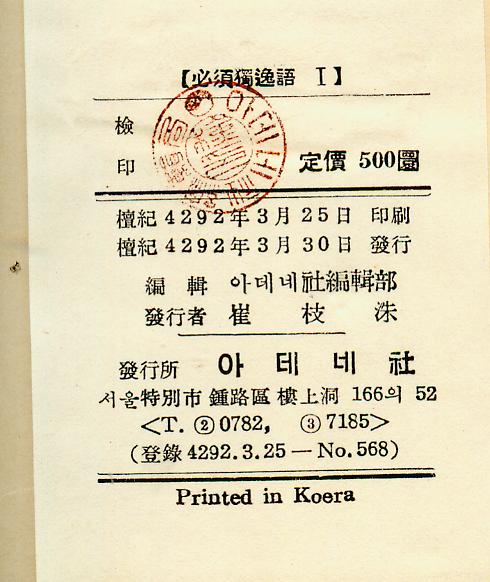 【必須獨逸語 I】
檢
印
定價 500圜
檀紀 4292年 3月 25日 印刷
檀紀 4292年 3月 30日 發行
編輯 아데네社編輯部
發行者 崔枝洙
發行所 아데네社
서울特別市 鍾路區 樓上洞 166의 52
<T. ②0782, ③7185>
(登錄 4292.3.25 — No.568)
Printed in Koera